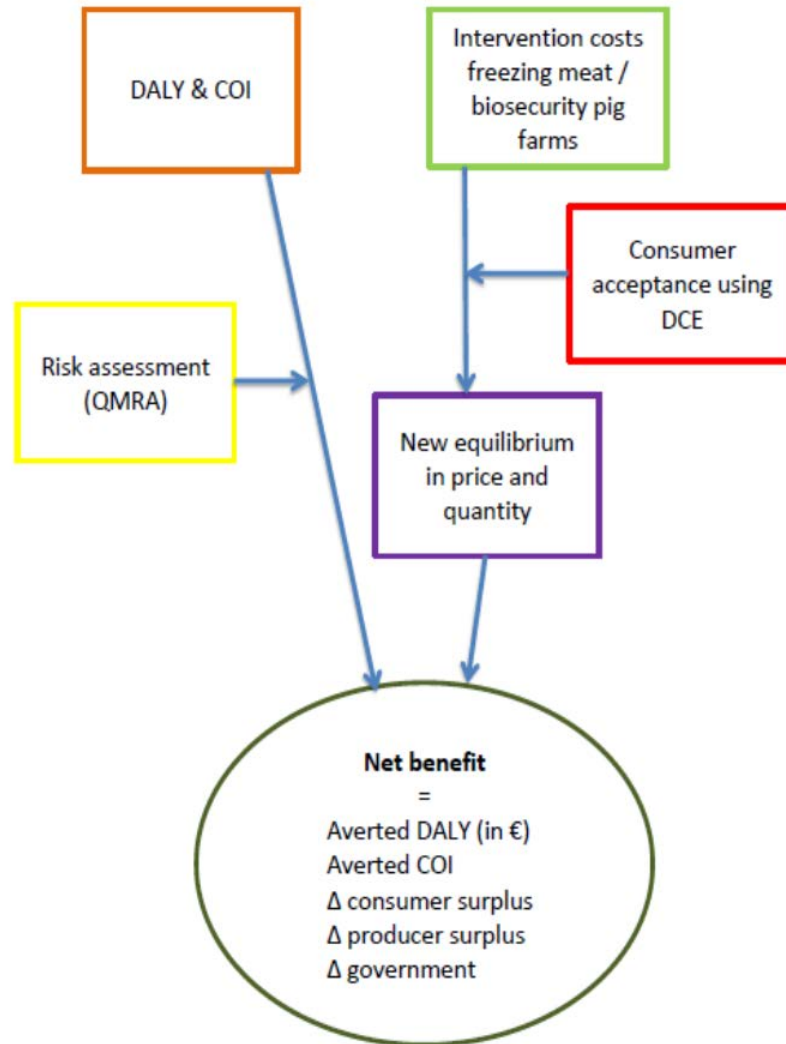 DALY & COI
Intervention costs
freezing meat /
biosecurity pig
farms
Consumer
acceptance using
DCE
Risk assessment
(QMRA)
New equilibrium
in price and
quantity
Net benefit
=
Averted DALY (in €)
Averted COI
Δ consumer surplus
Δ producer surplus
Δ government